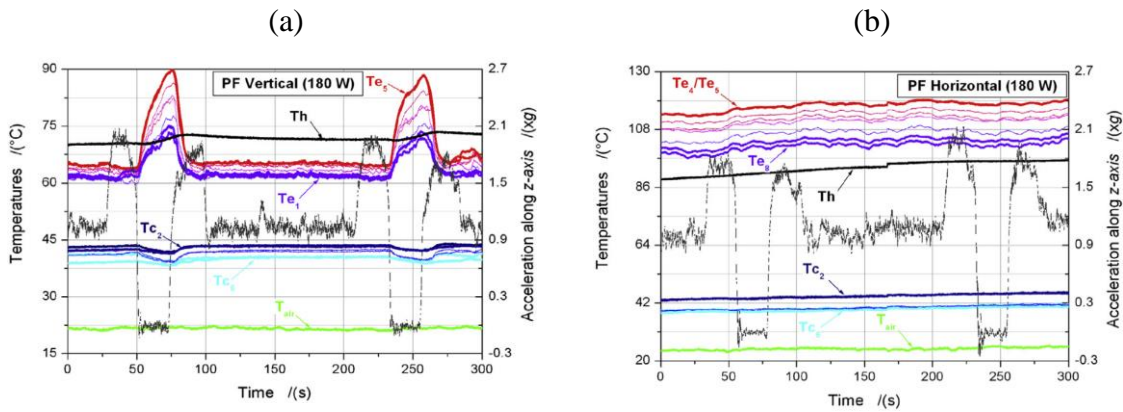 (a)
(b)
PF Vertical (180 W)
Te5
Th
Te1
Tc2
Tc
Tair
90
75
60
45
30
15
2.7
2.1
1.5
0.9
0.3
-0.3
0 50 100 150 200 250 300
Temperatures /(°C)
Acceleration along z-axis /(xg)
Time /(s)
PF Horizontal (180 W)
Te4/Te5
Te8
Th
Tc2
Tc
Tair
130
108
86
64
42
20
2.7
2.1
1.5
0.9
0.3
-0.3
0 50 100 150 200 250 300
Temperatures /(°C)
Acceleration along z-axis /(xg)
Time /(s)